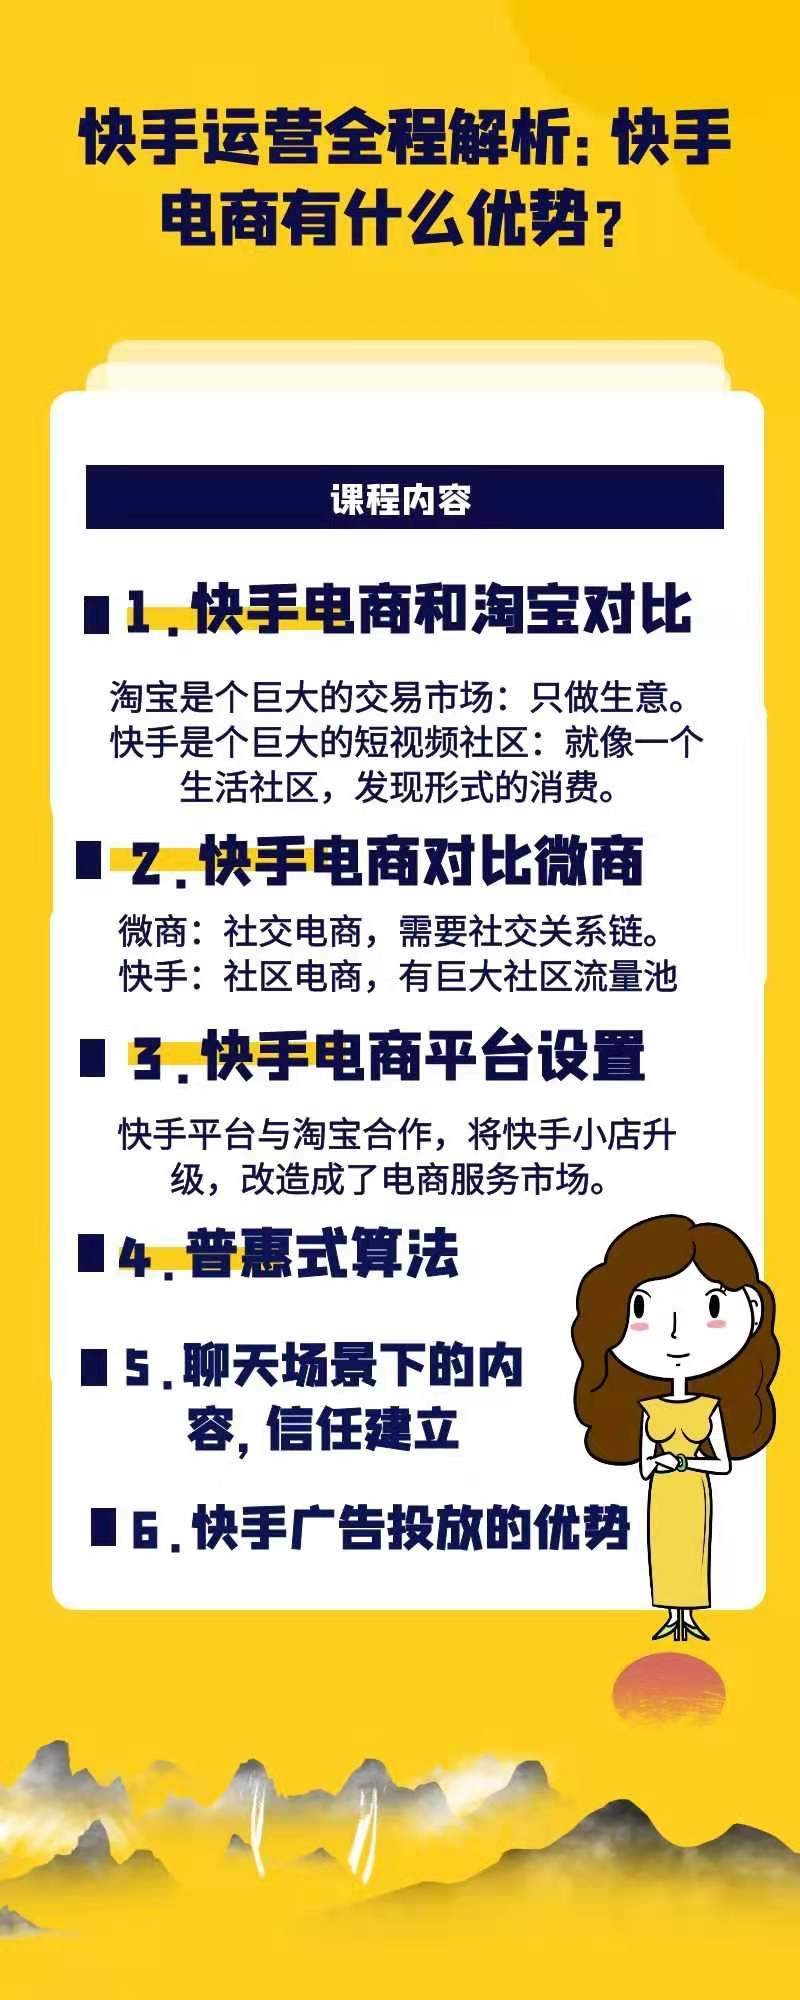 快手运营全程解析：快手
电商有什么优势？
课程内容
1.快手电商和淘宝对比
淘宝是个巨大的交易市场：只做生意。
快手是个巨大的短视频社区：就像一个
生活社区，发现形式的消费。
2.快手电商对比微商
微商：社交电商，需要社交关系链。
快手：社区电商，有巨大社区流量池
3.快手电商平台设置
快手平台与淘宝合作，将快手小店升
级，改造成了电商服务市场。
4.普惠式算法
5.聊天场景下的内
容，信任建立
6.快手广告投放的优势